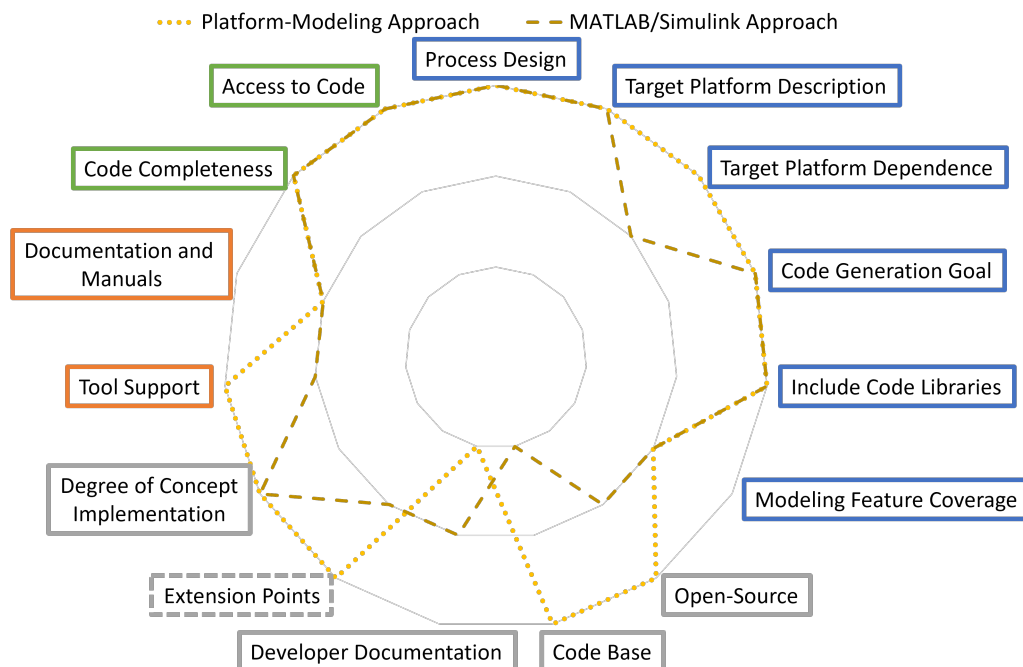 Platform-Modeling Approach
MATLAB/Simulink Approach
Process Design
Access to Code
Target Platform Description
Code Completeness
Target Platform Dependence
Documentation and
Manuals
Code Generation Goal
Tool Support
Include Code Libraries
Degree of Concept
Implementation
Modeling Feature Coverage
Extension Points
Open-Source
Developer Documentation
Code Base